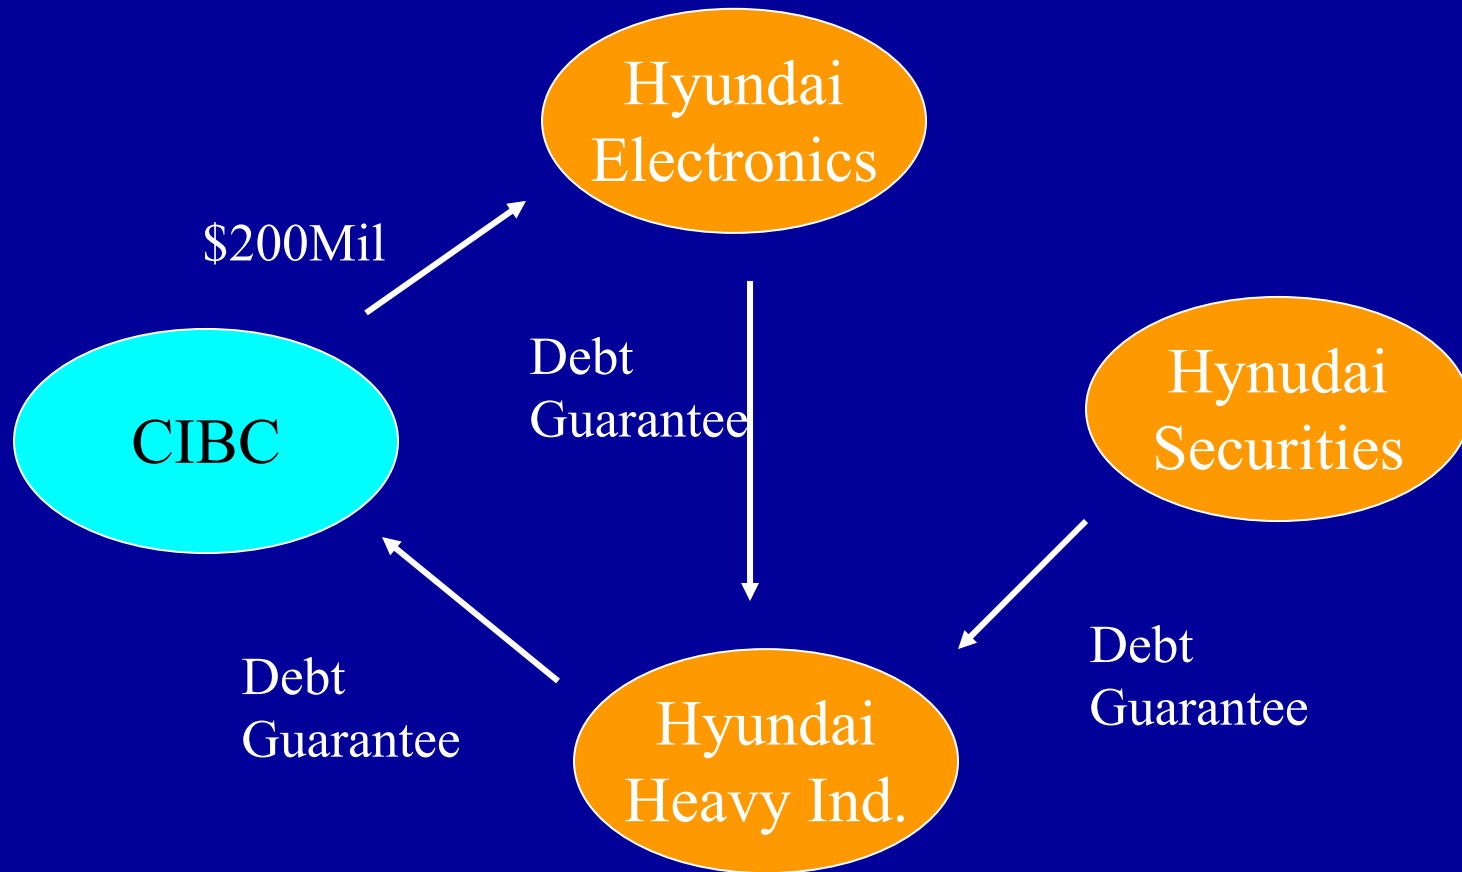 Hyundai
Electronics
$200Mil
Debt
Guarantee
Hynudai
Securities
CIBC
Debt
Guarantee
Debt
Guarantee
Hyundai
Heavy Ind.